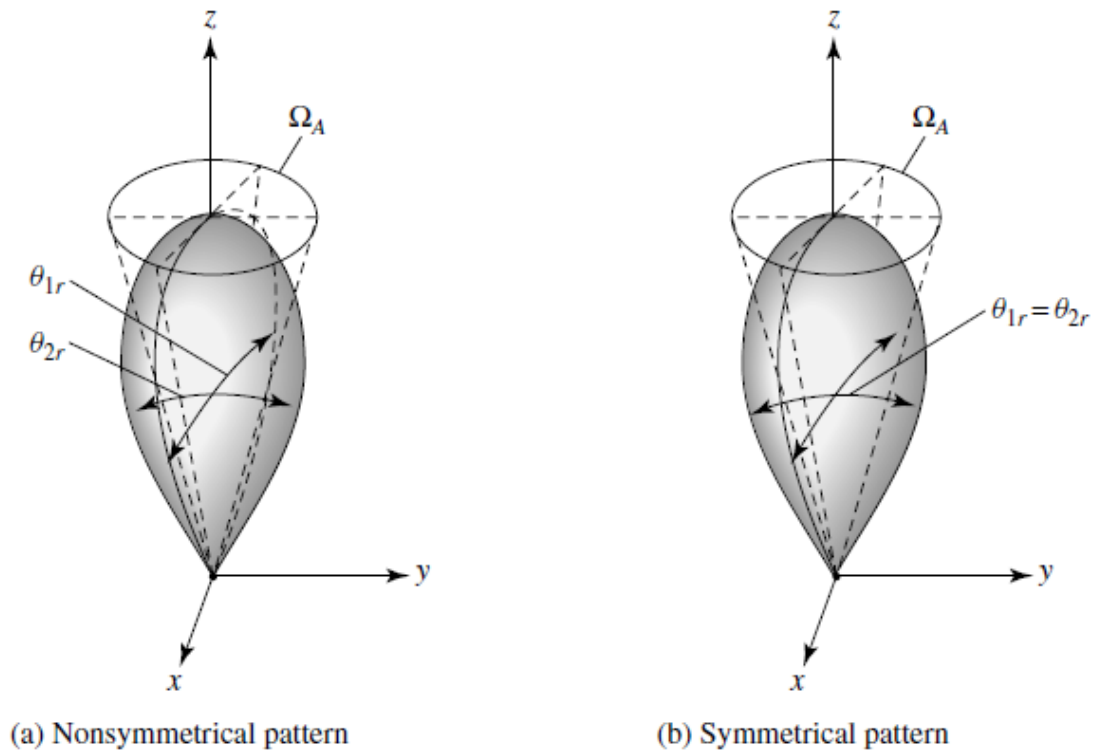 z
Ω_A
θ_1r
θ_2r
y
x
(a) Nonsymmetrical pattern
z
Ω_A
θ_1r = θ_2r
y
x
(b) Symmetrical pattern